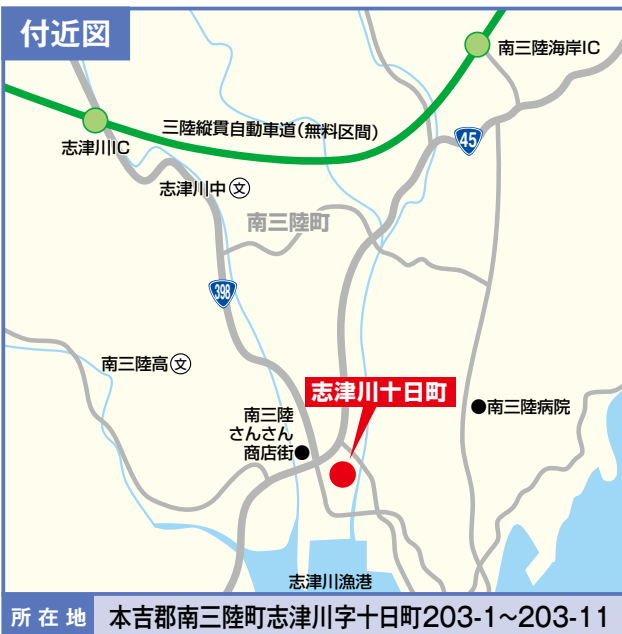 付近図
南三陸海岸IC
三陸縦貫自動車道(無料区間)
45
志津川IC
志津川中
文
南三陸町
398
南三陸高
文
志津川十日町
南三陸
さんさん
商店街
南三陸病院
志津川漁港
所在地 本吉郡南三陸町志津川字十日町203-1〜203-11